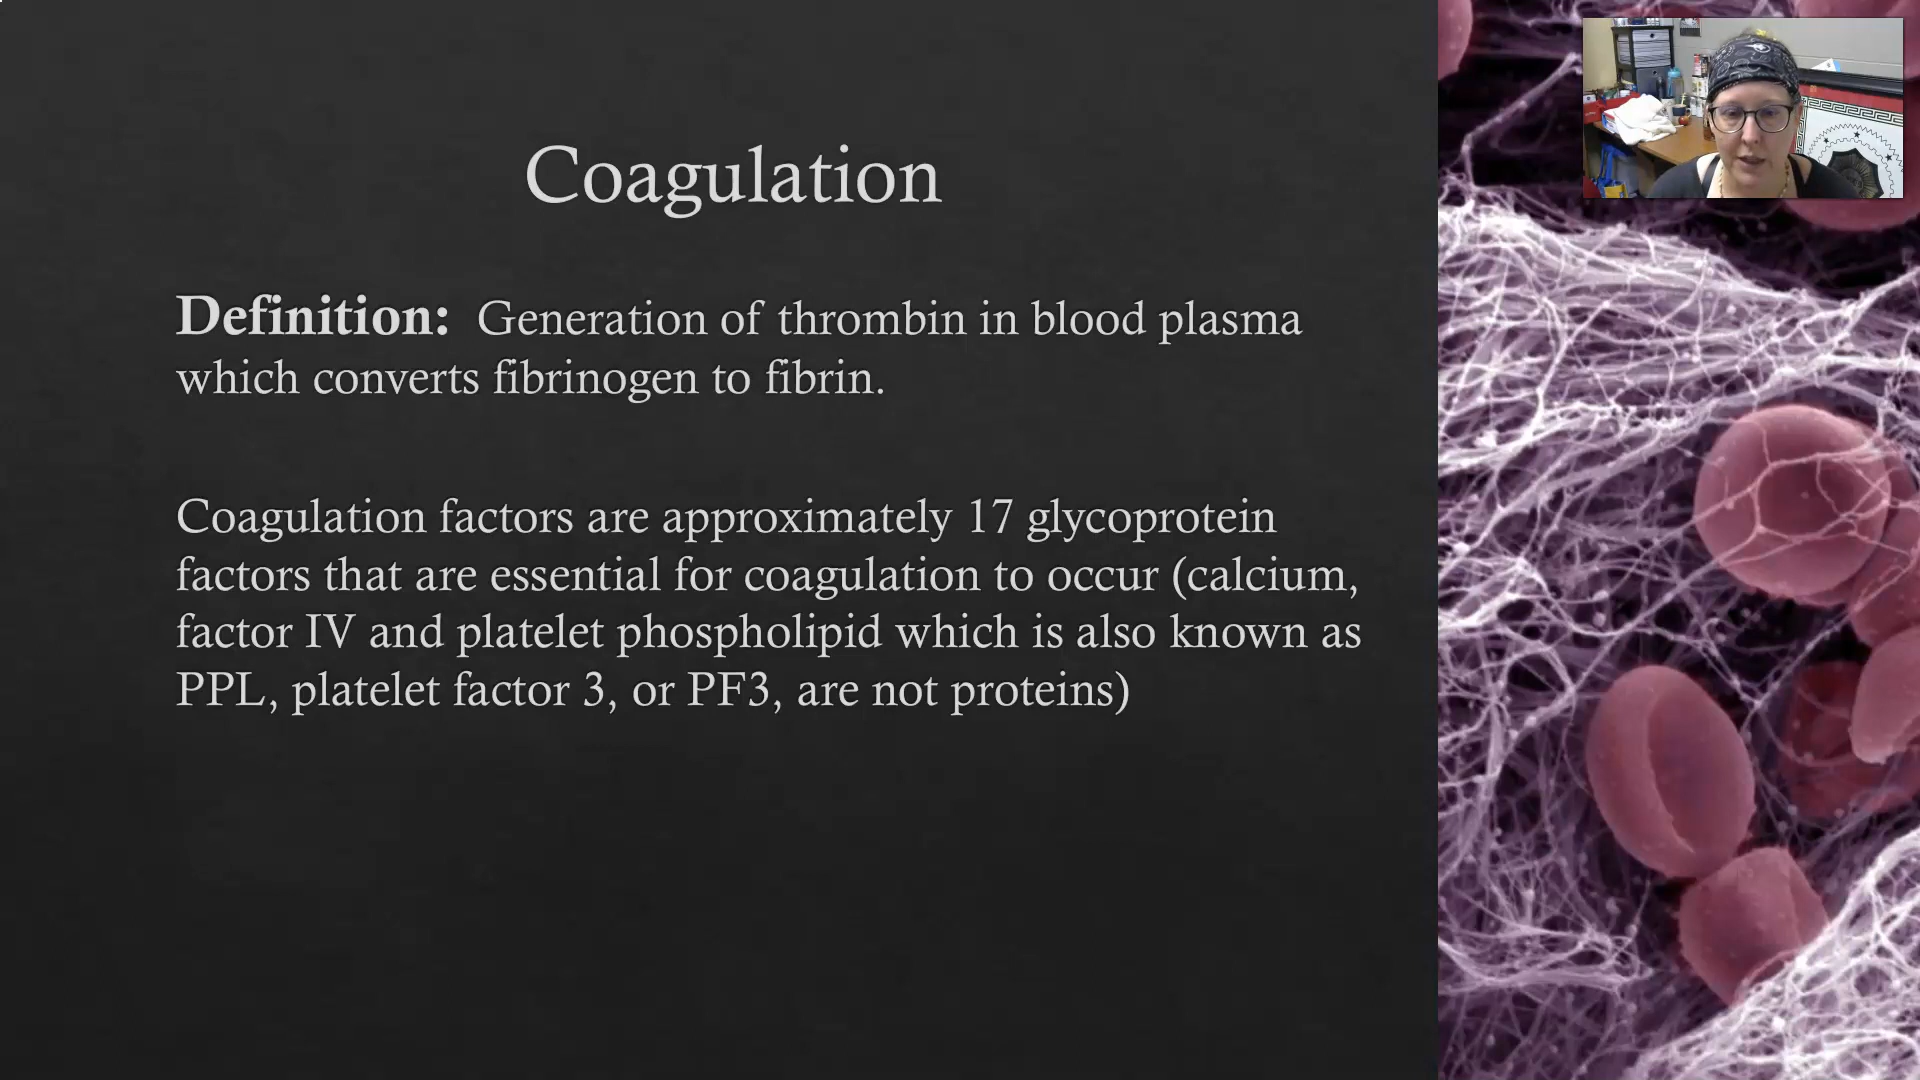 Coagulation
Definition: Generation of thrombin in blood plasma
which converts fibrinogen to fibrin.
Coagulation factors are approximately 17 glycoprotein
factors that are essential for coagulation to occur (calcium,
factor IV and platelet phospholipid which is also known as
PPL, platelet factor 3, or PF3, are not proteins)